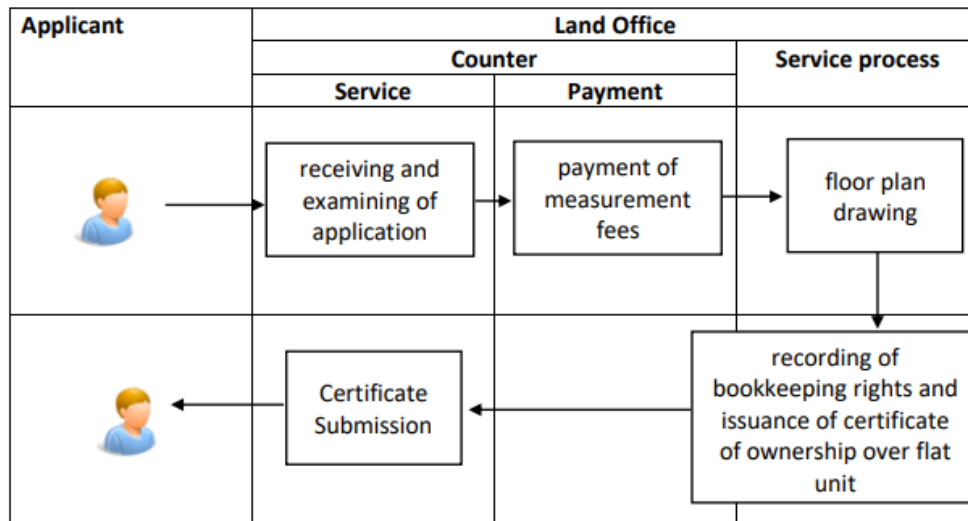 Applicant
Land Office
Counter
Service process
Service
Payment
receiving and
examining of
application
payment of
measurement
fees
floor plan
drawing
Certificate
Submission
recording of
bookkeeping rights and
issuance of certificate
of ownership over flat
unit